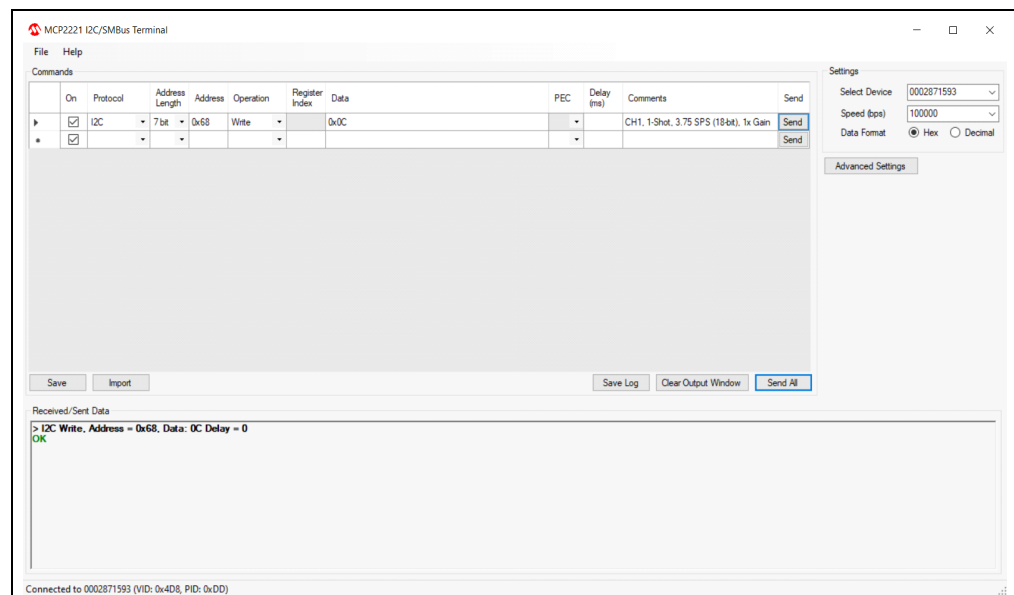 MCP2221 I2C/SMBus Terminal
File Help
Commands
On Protocol Address Length Address Operation Register Index Data PEC Delay (ms) Comments Send
I2C 7 bit 0x68 Write 0x0C CH1, 1-Shot, 3.75 SPS (18-bit), 1x Gain Send
Send
Save Import Save Log Clear Output Window Send All
Settings
Select Device 0002871593
Speed (bps) 100000
Data Format Hex Decimal
Advanced Settings
Received/Sent Data
> I2C Write, Address = 0x68, Data: 0C Delay = 0
OK
Connected to 0002871593 (VID: 0x4D8, PID: 0xDD)